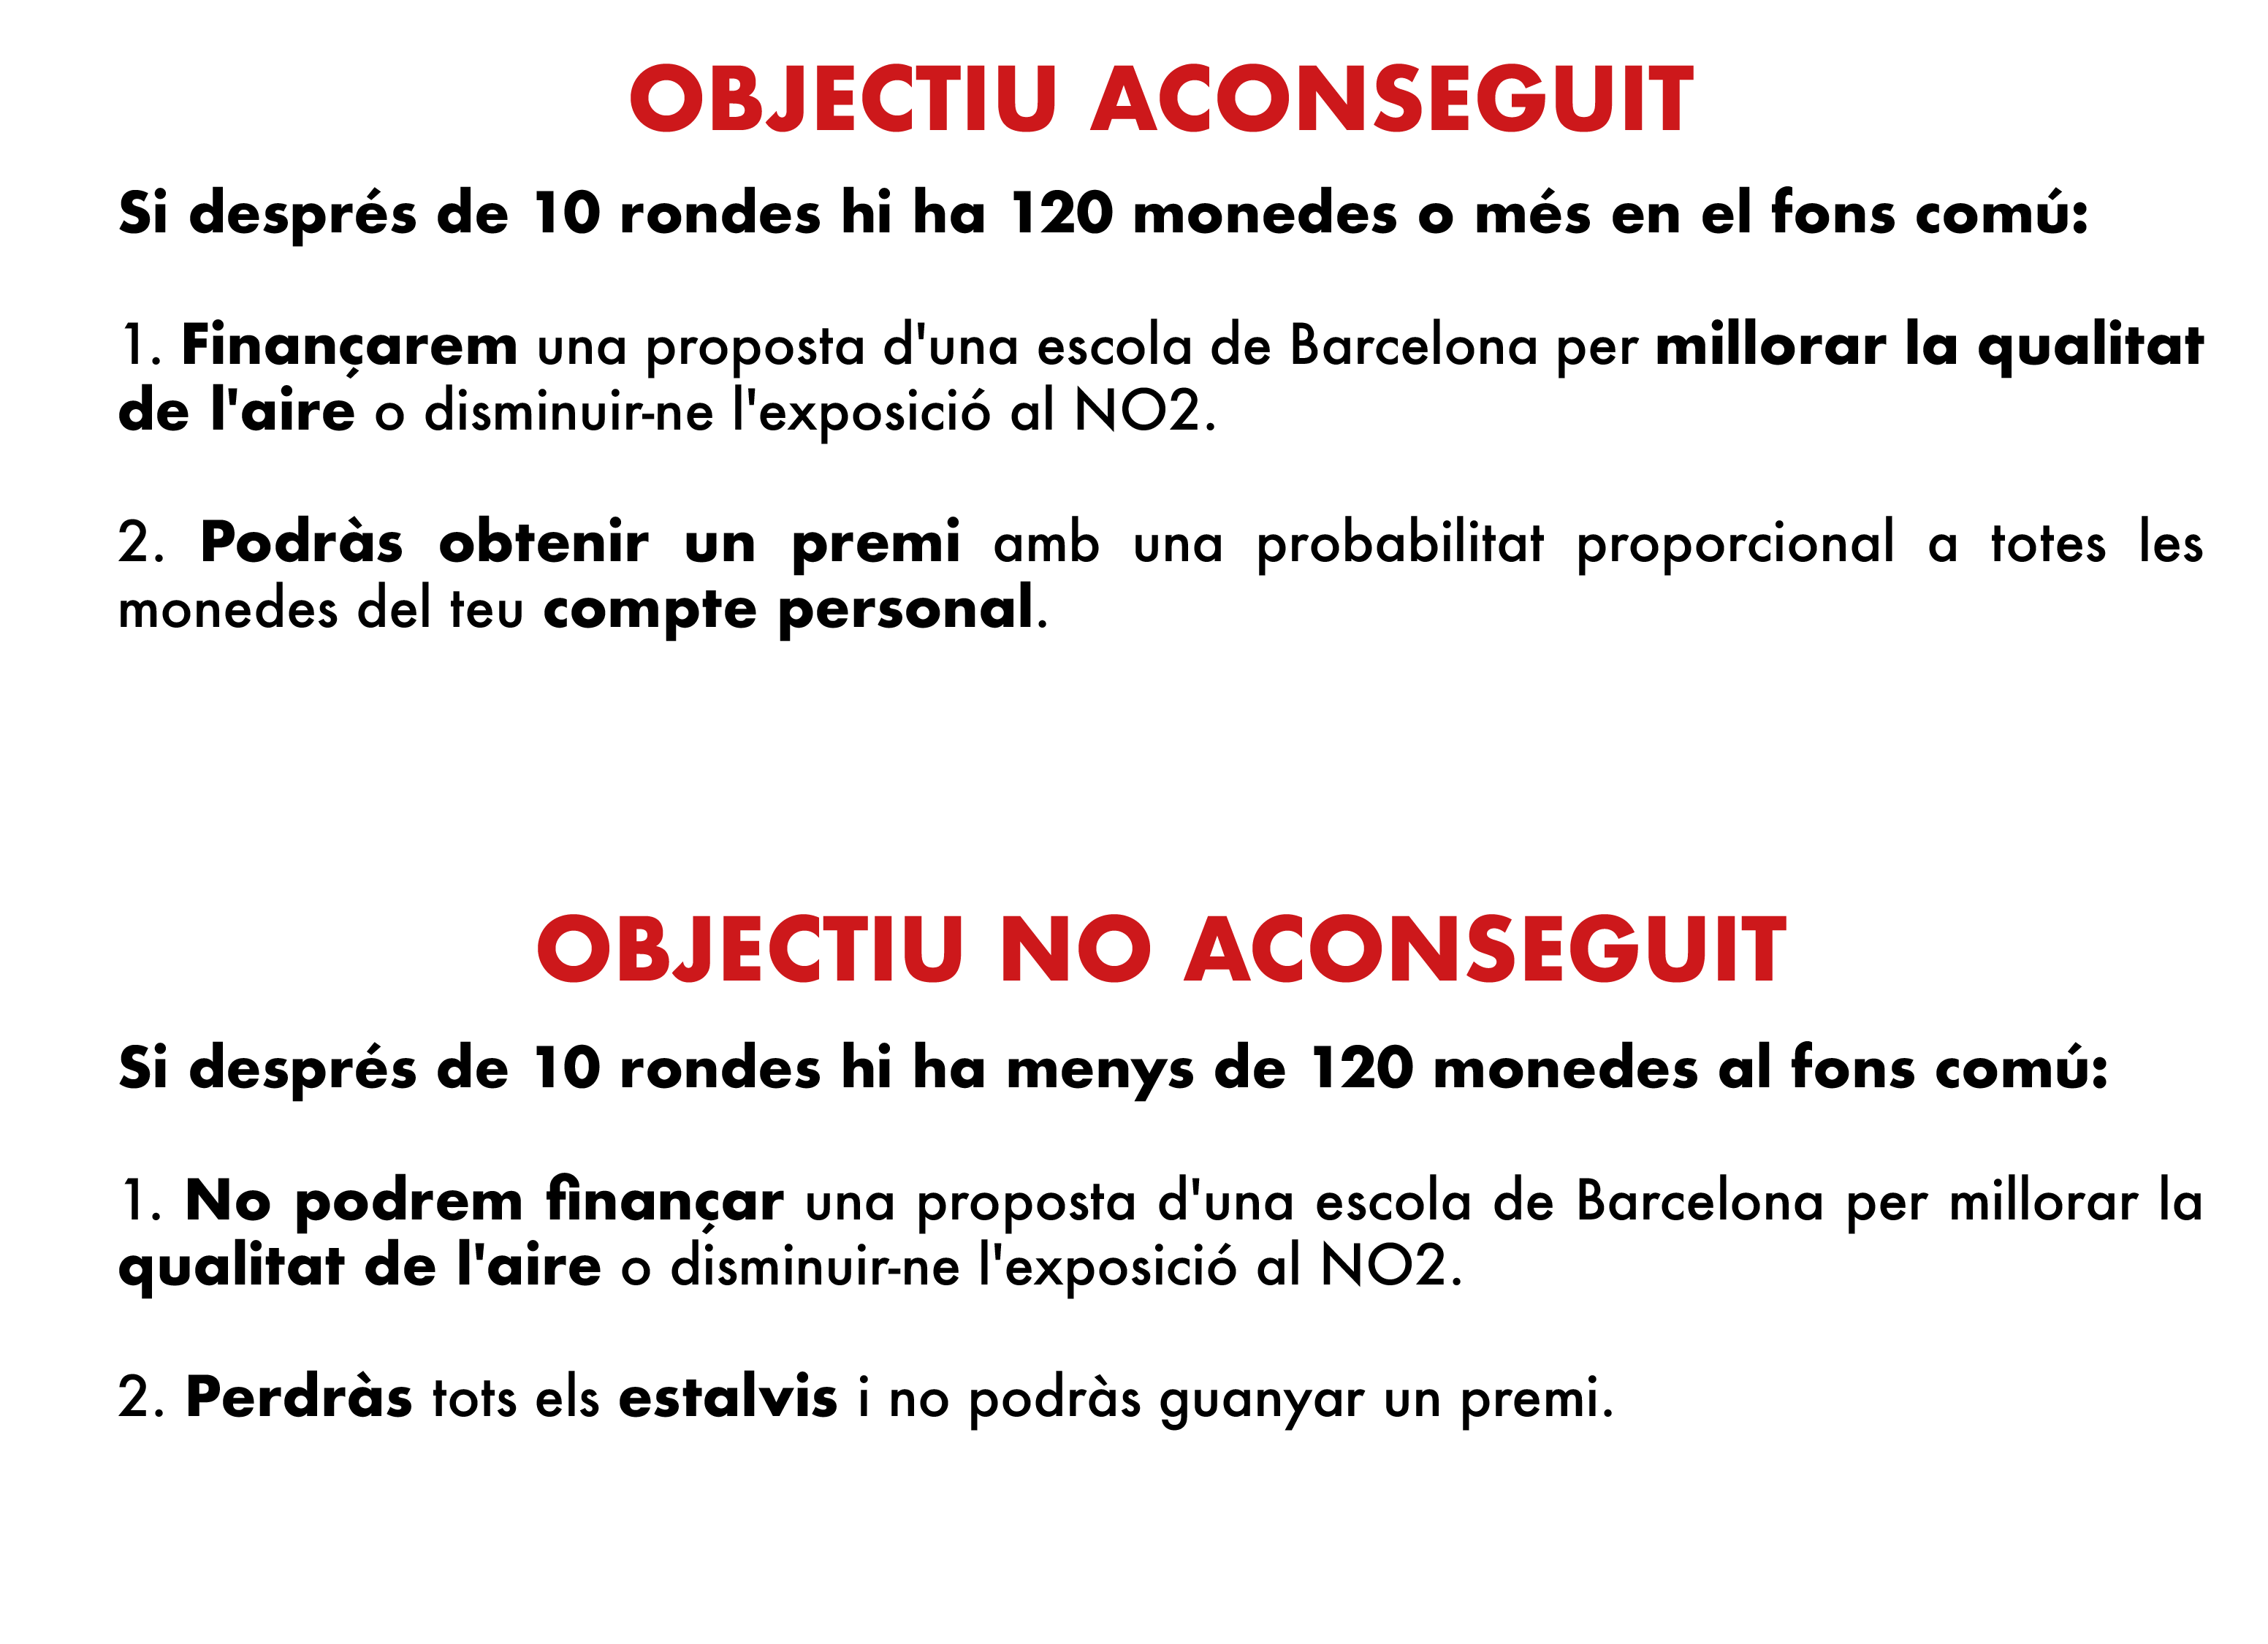 OBJECTIU ACONSEGUIT
Si després de 10 rondes hi ha 120 monedes o més en el fons comú:
1. Finançarem una proposta d'una escola de Barcelona per millorar la qualitat
de l'aire o disminuir-ne l'exposició al NO2.
2. Podràs obtenir un premi amb una probabilitat proporcional a totes les
monedes del teu compte personal.
OBJECTIU NO ACONSEGUIT
Si després de 10 rondes hi ha menys de 120 monedes al fons comú:
1. No podrem finançar una proposta d'una escola de Barcelona per millorar la
qualitat de l'aire o disminuir-ne l'exposició al NO2.
2. Perdràs tots els estalvis i no podràs guanyar un premi.